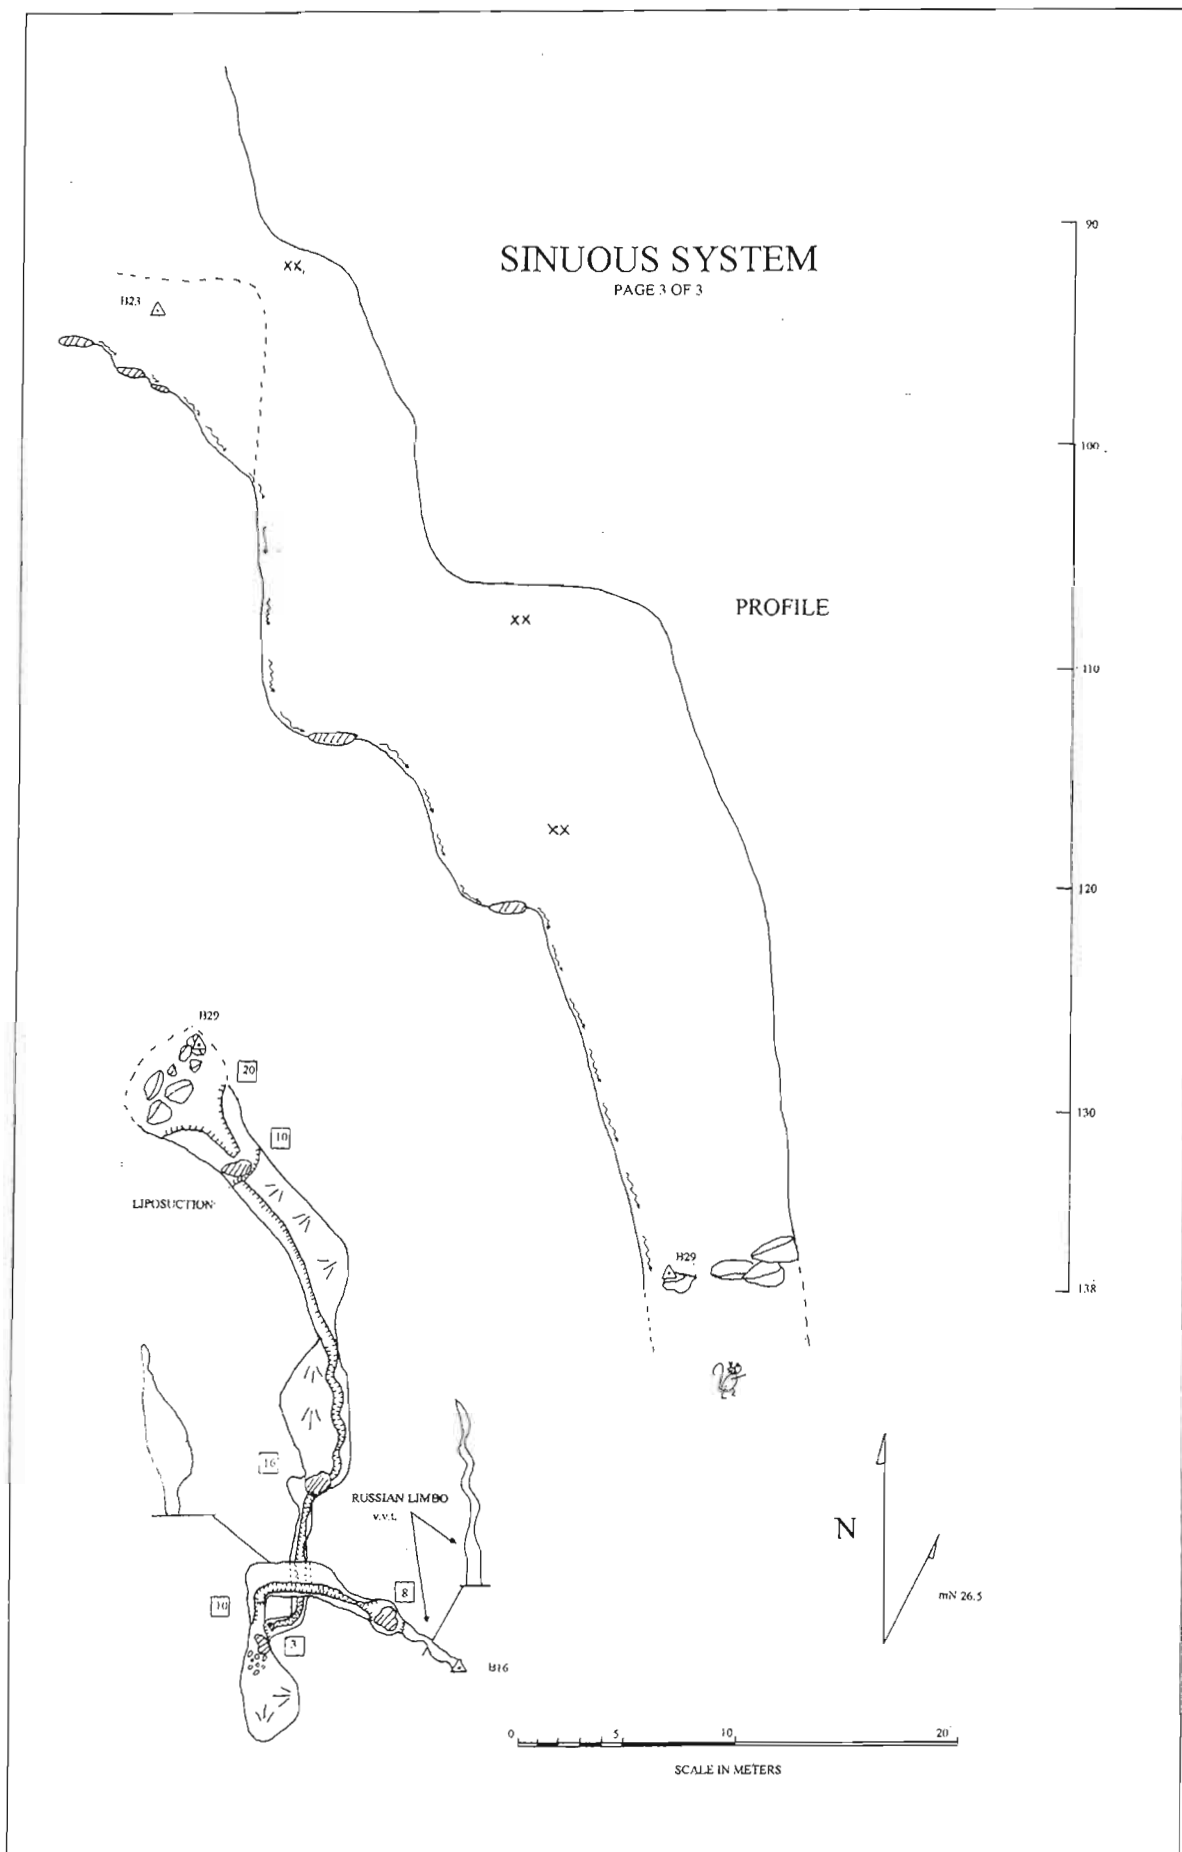 90
SINUOUS SYSTEM
PAGE 3 OF 3
XX
B23
100
PROFILE
XX
110
XX
120
B29
20
130
10
LIPOSUCTION
B29
138
16
RUSSIAN LIMBO
V.V.T.
N
8
10
mN 26.5
3
B16
0 5 10 20
SCALE IN METERS